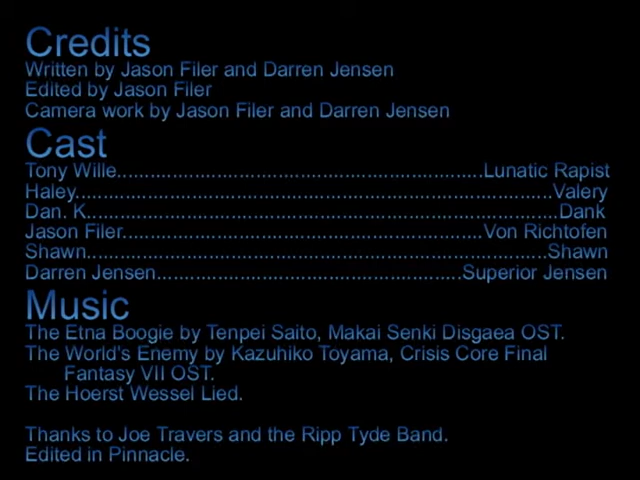 Credits
Written by Jason Filer and Darren Jensen
Edited by Jason Filer
Camera work by Jason Filer and Darren Jensen
Cast
Tony Wille.................................................................Lunatic Rapist
Haley.....................................................................................Valery
Dan. K....................................................................................Dank
Jason Filer................................................................Von Richtofen
Shawn..................................................................................Shawn
Darren Jensen......................................................Superior Jensen
Music
The Etna Boogie by Tenpei Saito, Makai Senki Disgaea OST.
The World's Enemy by Kazuhiko Toyama, Crisis Core Final
Fantasy VII OST.
The Hoerst Wessel Lied.
Thanks to Joe Travers and the Ripp Tyde Band.
Edited in Pinnacle.